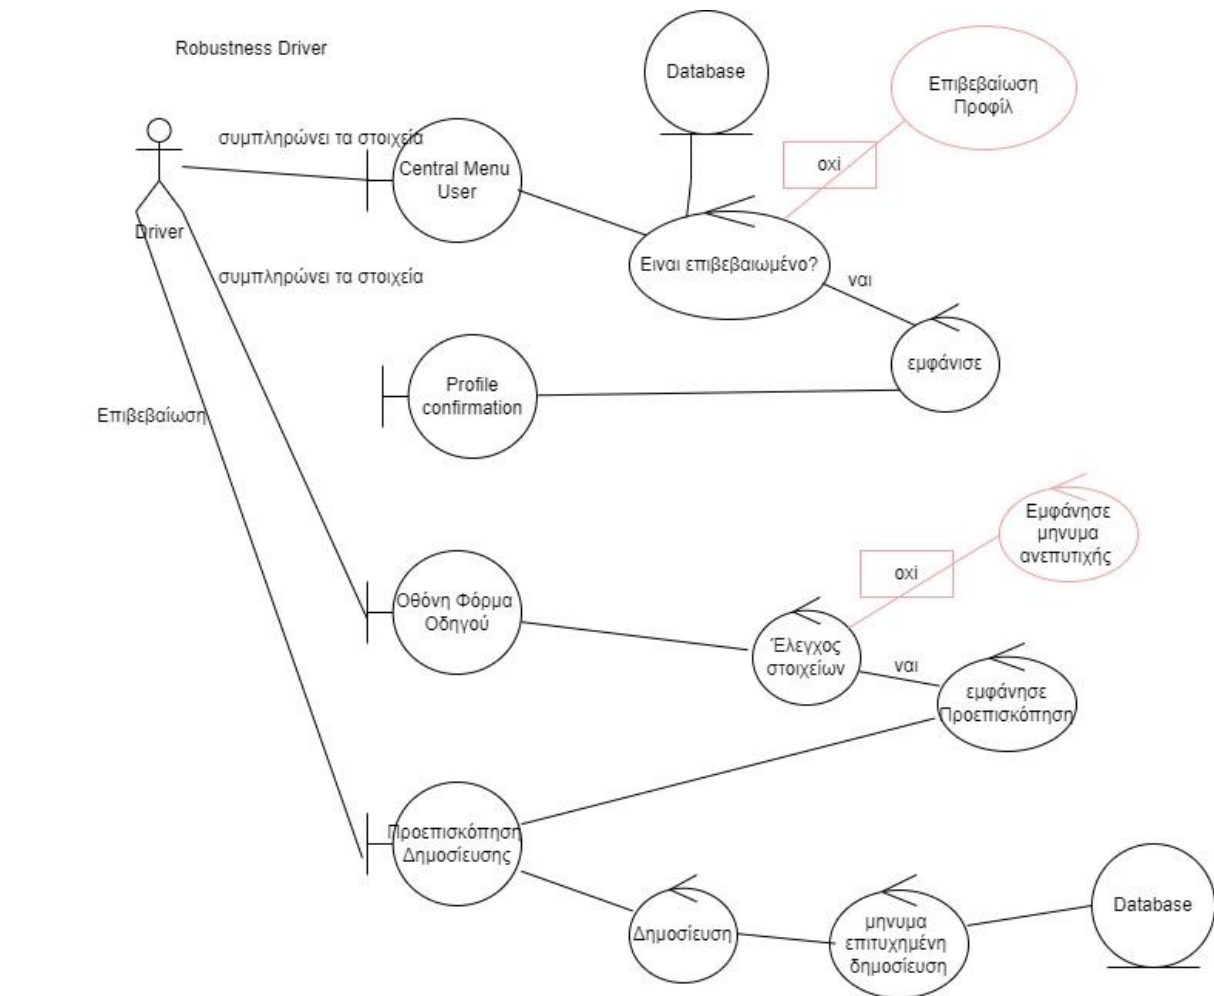 Robustness Driver
Database
Επιβεβαίωση
Προφίλ
συμπληρώνει τα στοιχεία
οχi
Central Menu
User
Driver
Ειναι επιβεβαιωμένο?
ναι
συμπληρώνει τα στοιχεία
εμφάνισε
Profile
confirmation
Επιβεβαίωση
Εμφάνησε
μηνυμα
ανεπυτιχής
οχi
Οθόνη Φόρμα
Οδηγού
Έλεγχος
στοιχείων
ναι
εμφάνησε
Προεπισκόπηση
Προεπισκόπηση
Δημοσίευσης
Database
Δημοσίευση
μηνυμα
επιτυχημένη
δημοσίευση